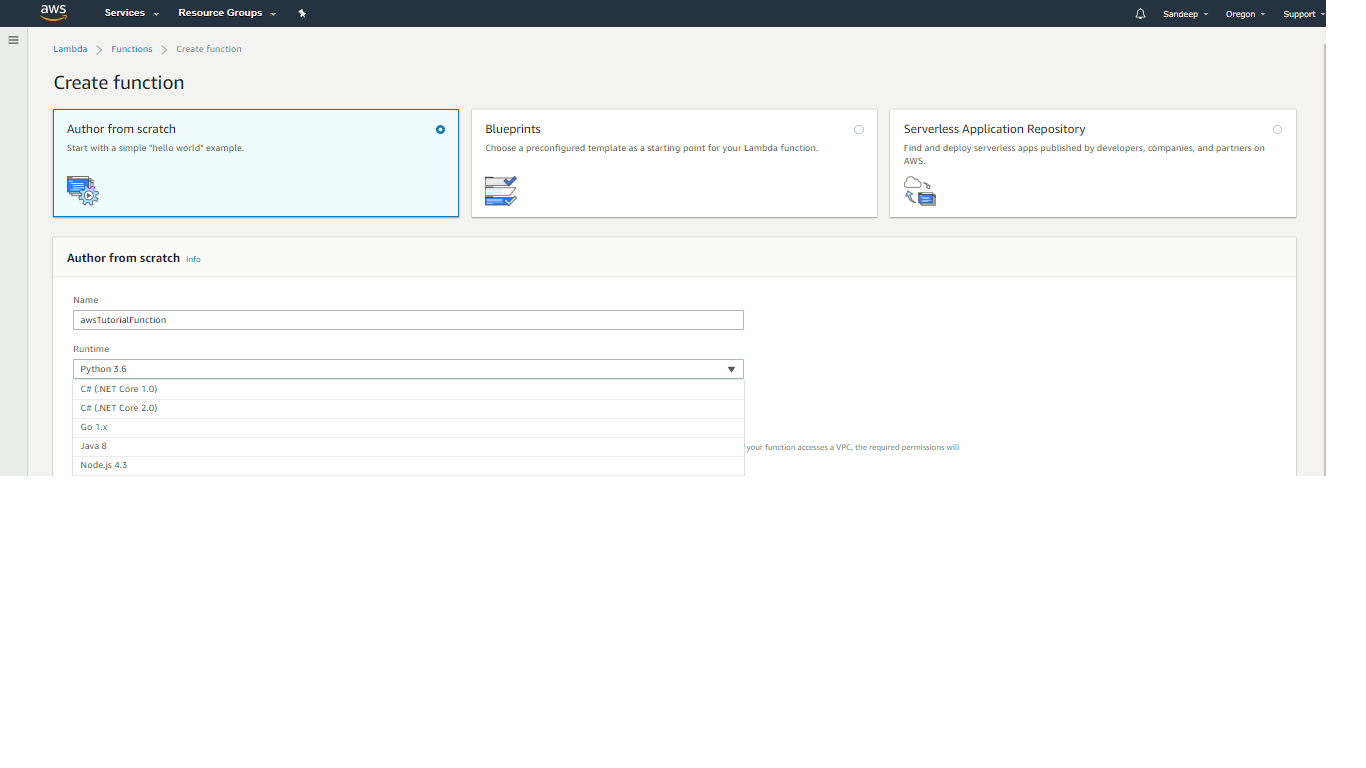 aws Services Resource Groups Sandeep Oregon Support
Lambda Functions Create function
Create function
Author from scratch
Start with a simple "hello world" example.
Blueprints
Choose a preconfigured template as a starting point for your Lambda function.
Serverless Application Repository
Find and deploy serverless apps published by developers, companies, and partners on
AWS.
Author from scratch Info
Name
awsTutorialFunction
Runtime
Python 3.6
C# (.NET Core 1.0)
C# (.NET Core 2.0)
Go 1.x
Java 8
your function accesses a VPC, the required permissions will
Node.js 4.3